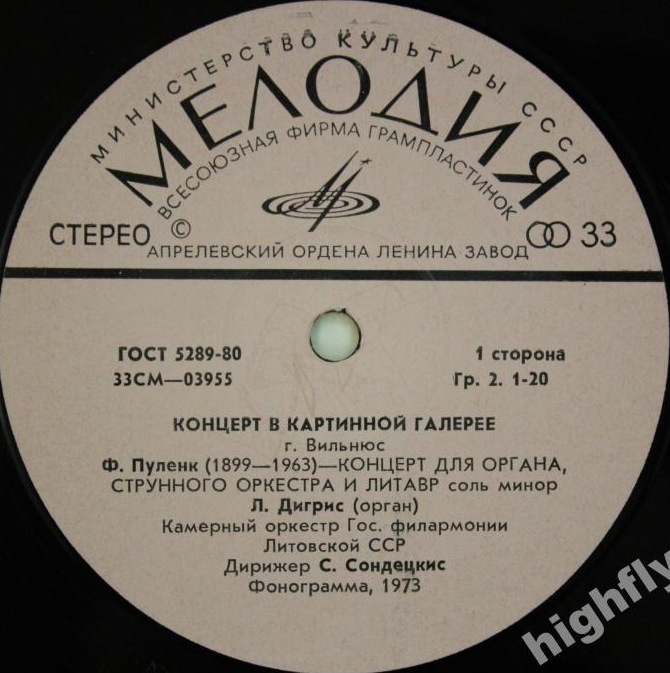 МИНИСТЕРСТВО КУЛЬТУРЫ СССР
МЕЛОДИЯ
ВСЕСОЮЗНАЯ ФИРМА ГРАМПЛАСТИНОК
СТЕРЕО © 33
АПРЕЛЕВСКИЙ ОРДЕНА ЛЕНИНА ЗАВОД
ГОСТ 5289-80 1 сторона
33СМ—03955 Гр. 2. 1-20
КОНЦЕРТ В КАРТИННОЙ ГАЛЕРЕЕ
г. Вильнюс
Ф. Пуленк (1899—1963)—КОНЦЕРТ ДЛЯ ОРГАНА,
СТРУННОГО ОРКЕСТРА И ЛИТАВР соль минор
Л. Дигрис (орган)
Камерный оркестр Гос. филармонии
Литовской ССР
Дирижер С. Сондецкис
Фонограмма, 1973
highfly